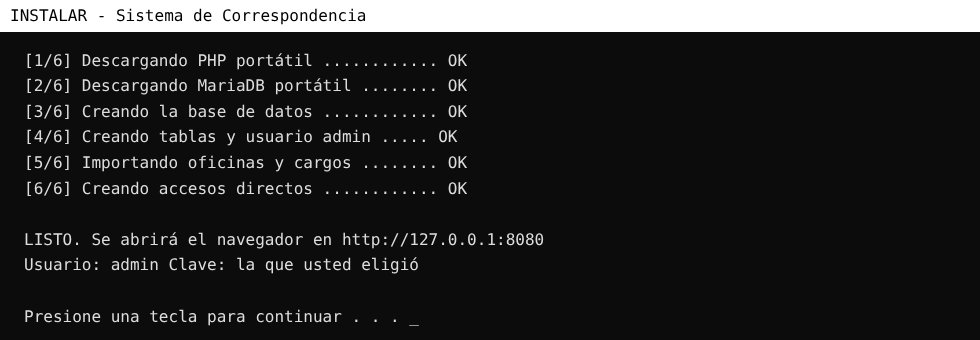 INSTALAR - Sistema de Correspondencia
[1/6] Descargando PHP portátil ............ OK
[2/6] Descargando MariaDB portátil ........ OK
[3/6] Creando la base de datos ............ OK
[4/6] Creando tablas y usuario admin ..... OK
[5/6] Importando oficinas y cargos ........ OK
[6/6] Creando accesos directos ............ OK
LISTO. Se abrirá el navegador en http://127.0.0.1:8080
Usuario: admin Clave: la que usted eligió
Presione una tecla para continuar . . . _